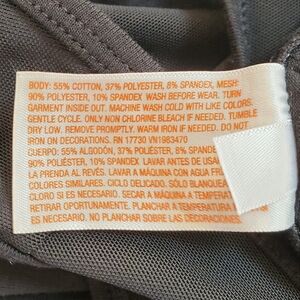 BODY: 55% COTTON, 37% POLYESTER, 8% SPANDEX, MESH:
90% POLYESTER, 10% SPANDEX WASH BEFORE WEAR. TURN
GARMENT INSIDE OUT. MACHINE WASH COLD WITH LIKE COLORS.
GENTLE CYCLE. ONLY NON CHLORINE BLEACH IF NEEDED. TUMBLE
DRY LOW. REMOVE PROMPTLY. WARM IRON IF NEEDED. DO NOT
IRON ON DECORATIONS. RN 17730 VN1983470
CUERPO: 55% ALGODÓN, 37% POLIÉSTER, 8% SPAN
90% POLIÉSTER, 10% SPANDEX LAVAR ANTES DE USA
LA PRENDA AL REVÉS. LAVAR A MÁQUINA CON AGUA FR
COLORES SIMILARES. CICLO DELICADO. SÓLO BLANQUEA
CLORO SI ES NECESARIO. SECAR A MÁQUINA A TEMPER
RETIRAR OPORTUNAMENTE. PLANCHAR A TEMPERATURA
ES NECESARIO. NO PLANCHAR SOBRE LAS DECORACIONES.